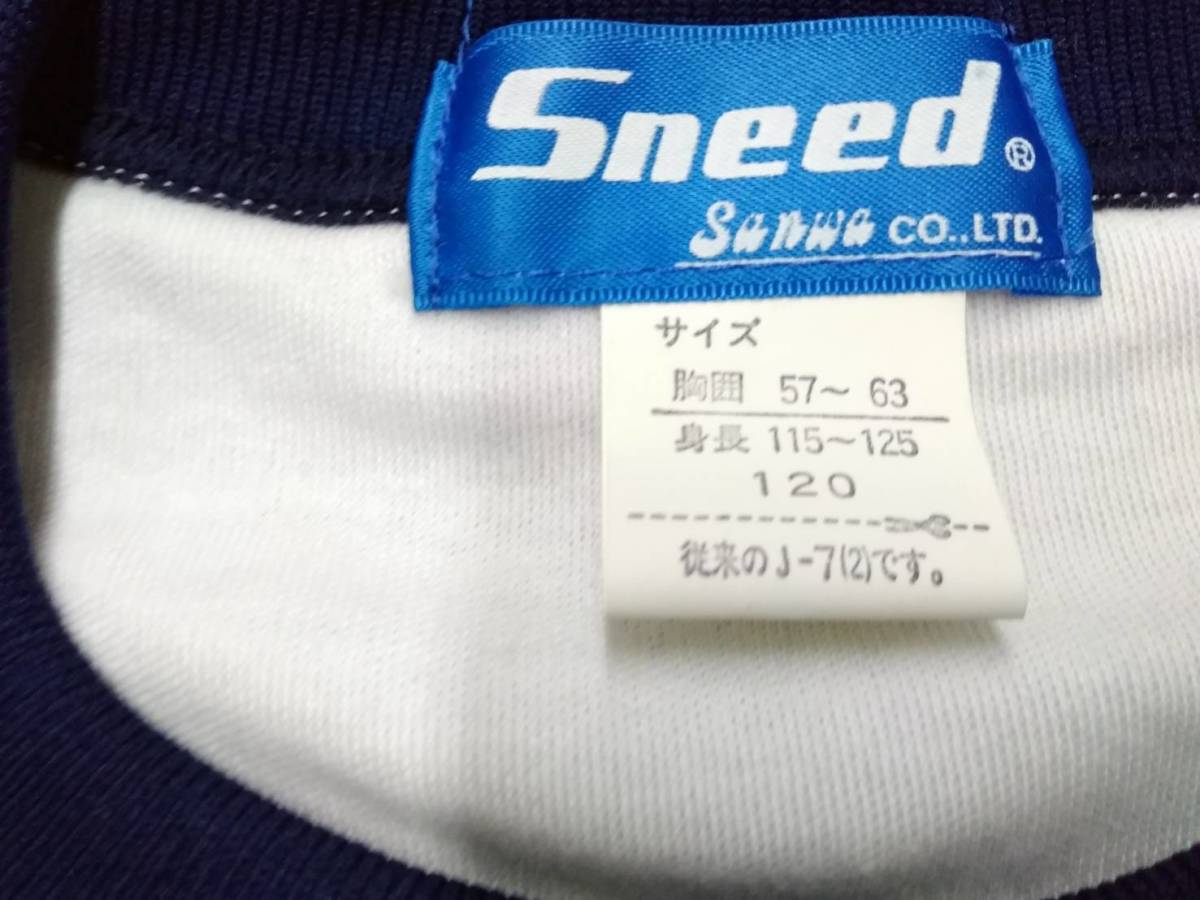 Sneed®
Sanwa CO.,LTD.
サイズ
胸囲 57～63
身長 115～125
120
従来のJ-7(2)です。